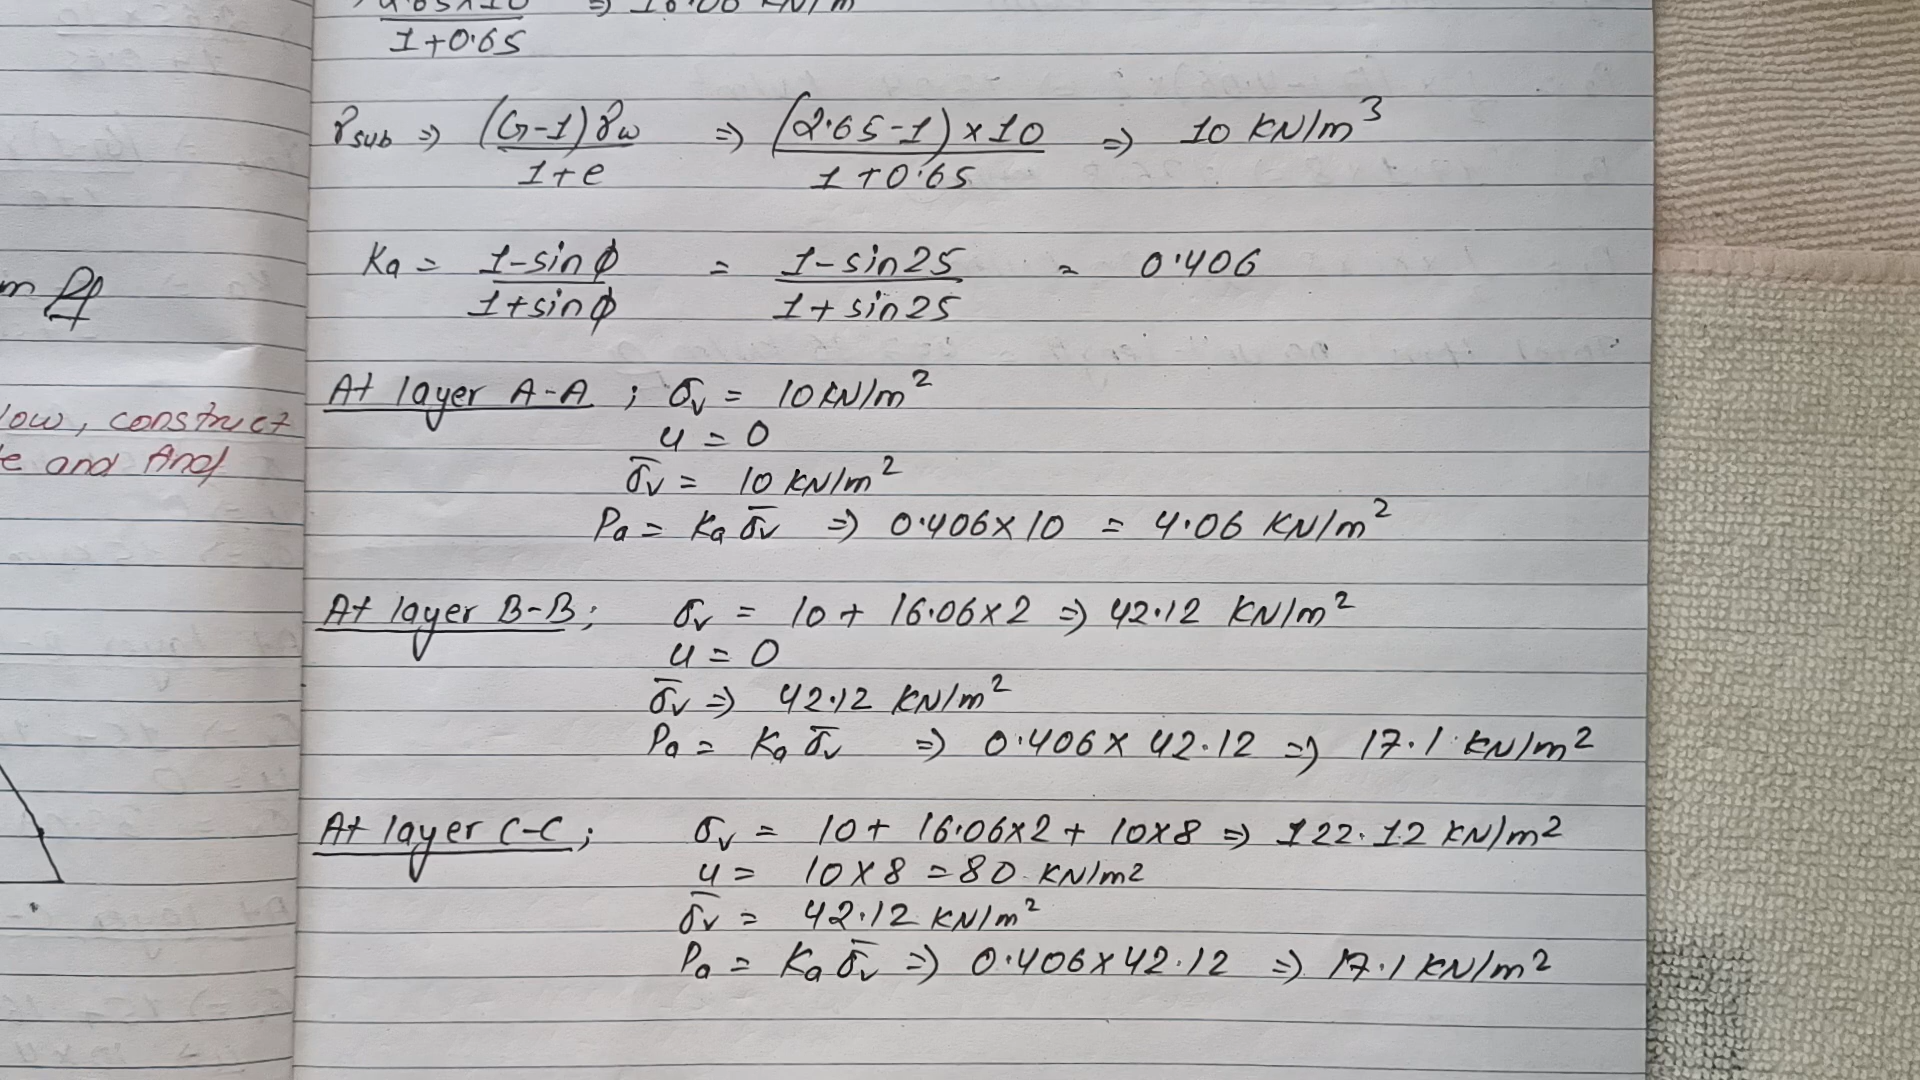 1+0.65
γsub ⇒ (G-1)γw / 1+e ⇒ (2.65-1)×10 / 1+0.65 ⇒ 10 KN/m³
Ka = 1-sinϕ / 1+sinϕ = 1-sin25 / 1+sin25 = 0.406
At layer A-A ; σv = 10 KN/m²
u = 0
σ̄v = 10 KN/m²
Pa = Ka σ̄v ⇒ 0.406×10 = 4.06 KN/m²
At layer B-B; σv = 10 + 16.06×2 ⇒ 42.12 KN/m²
u = 0
σ̄v ⇒ 42.12 KN/m²
Pa = Ka σ̄v ⇒ 0.406 × 42.12 ⇒ 17.1 KN/m²
At layer C-C; σv = 10 + 16.06×2 + 10×8 ⇒ 122.12 KN/m²
u = 10×8 = 80 KN/m2
σ̄v = 42.12 KN/m²
Pa = Ka σ̄v ⇒ 0.406×42.12 ⇒ 17.1 KN/m²
low, construct
e and And